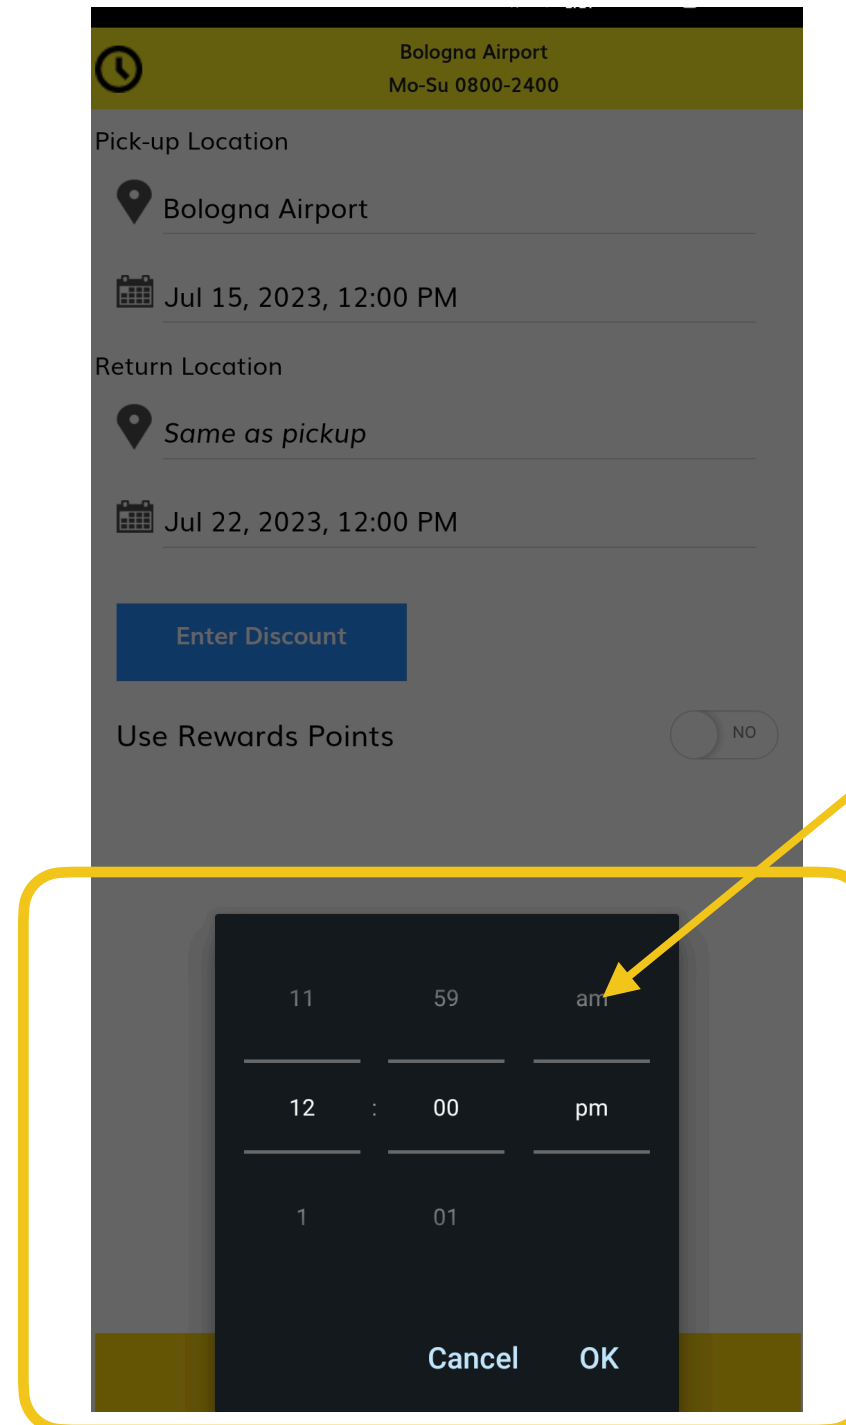 Bologna Airport
Mo-Su 0800-2400
Pick-up Location
Bologna Airport
Jul 15, 2023, 12:00 PM
Return Location
Same as pickup
Jul 22, 2023, 12:00 PM
Enter Discount
Use Rewards Points
NO
11 59 am
12 : 00 pm
1 01
Cancel OK